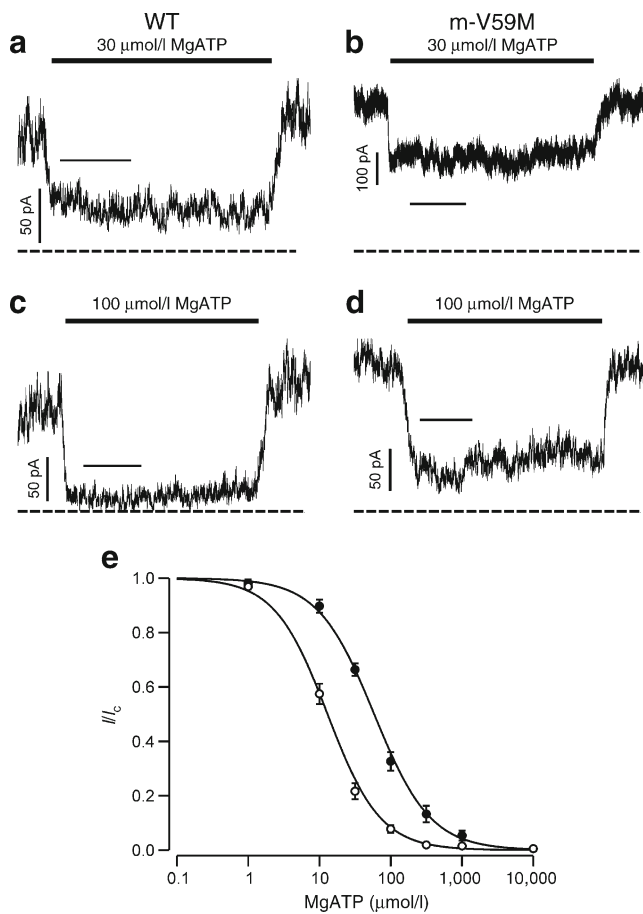 WT
m-V59M
a
30 μmol/l MgATP
b
30 μmol/l MgATP
50 pA
100 pA
c
100 μmol/l MgATP
d
100 μmol/l MgATP
50 pA
50 pA
e
1.0
0.8
0.6
0.4
0.2
0.0
I/Ic
0.1
1
10
100
1,000
10,000
MgATP (μmol/l)